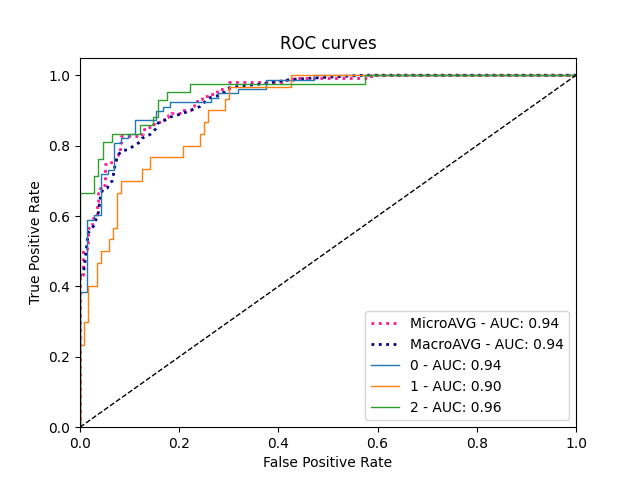 ROC curves
1.0
0.8
0.6
0.4
0.2
0.0
True Positive Rate
MicroAVG - AUC: 0.94
MacroAVG - AUC: 0.94
0 - AUC: 0.94
1 - AUC: 0.90
2 - AUC: 0.96
0.0 0.2 0.4 0.6 0.8 1.0
False Positive Rate